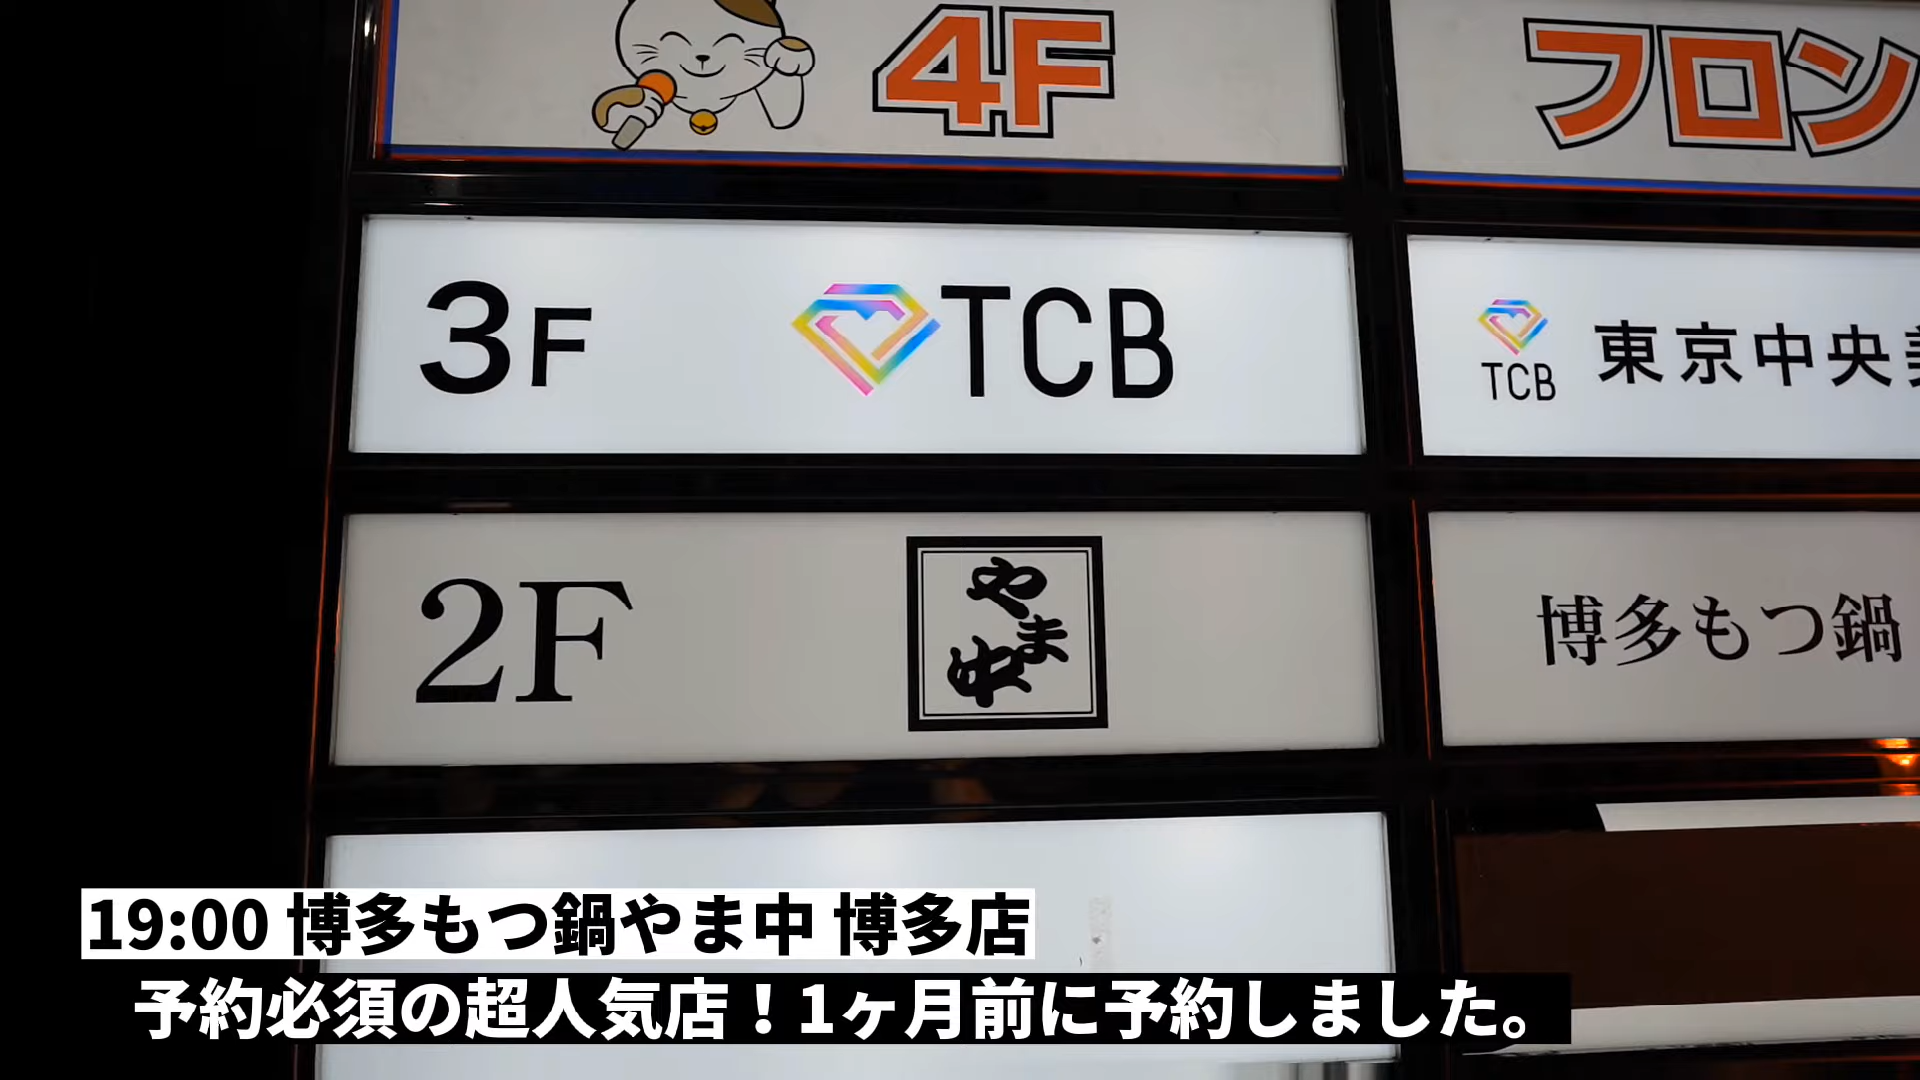 4F
フロン
3F
TCB
TCB
東京中央
2F
やま中
博多もつ鍋
19:00 博多もつ鍋やま中 博多店
予約必須の超人気店！1ヶ月前に予約しました。